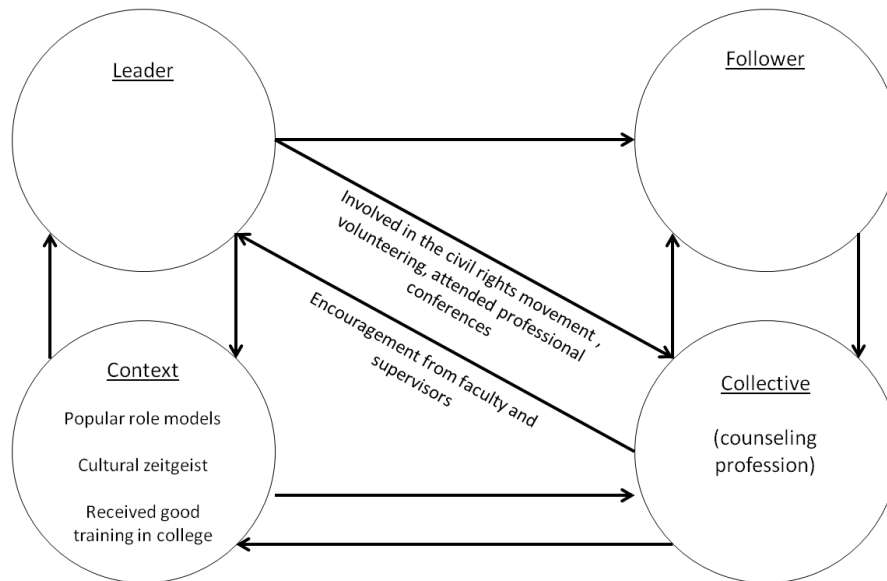 Leader
Follower
Involved in the civil rights movement ,
volunteering, attended professional
conferences
Encouragement from faculty and
supervisors
Context
Popular role models
Cultural zeitgeist
Received good
training in college
Collective
(counseling
profession)